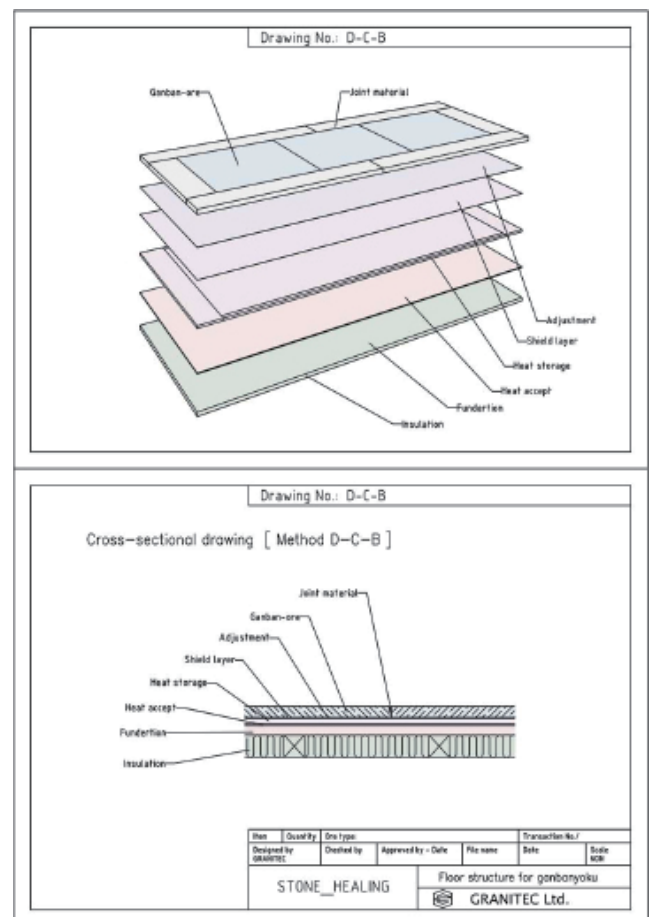 Drawing No.: D-C-B
Ganban-ore
Joint material
Adjustment
Shield layer
Heat storage
Heat accept
Fundertion
Insulation
Drawing No.: D-C-B
Cross-sectional drawing [ Method D-C-B ]
Joint material
Ganban-ore
Adjustment
Shield layer
Heat storage
Heat accept
Fundertion
Insulation
Item Quantity Ore type: Transaction No./
Designed by Checked by Approved by - Date File name Date Scale
GRANITEC NON
STONE_HEALING
Floor structure for ganbanyoku
GRANITEC Ltd.